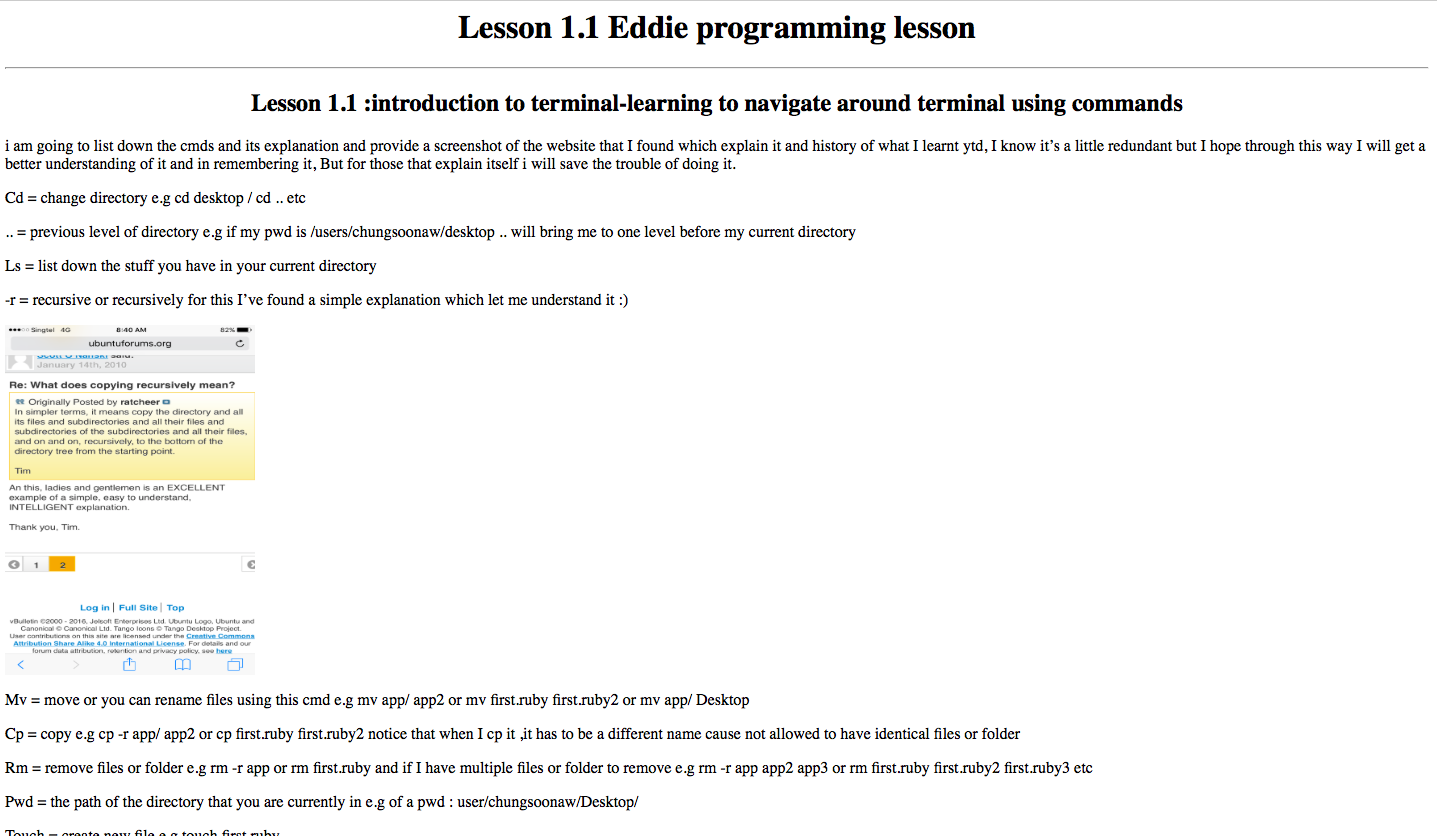 Lesson 1.1 Eddie programming lesson
Lesson 1.1 :introduction to terminal-learning to navigate around terminal using commands
i am going to list down the cmds and its explanation and provide a screenshot of the website that I found which explain it and history of what I learnt ytd, I know it’s a little redundant but I hope through this way I will get a
better understanding of it and in remembering it, But for those that explain itself i will save the trouble of doing it.
Cd = change directory e.g cd desktop / cd .. etc
.. = previous level of directory e.g if my pwd is /users/chungsoonaw/desktop .. will bring me to one level before my current directory
Ls = list down the stuff you have in your current directory
-r = recursive or recursively for this I’ve found a simple explanation which let me understand it :)
Singtel 4G 8:40 AM 82%
ubuntuforums.org
said:
January 14th, 2010
Re: What does copying recursively mean?
Originally Posted by ratcheer
In simpler terms, it means copy the directory and all
its files and subdirectories and all their files and
subdirectories of the subdirectories and all their files,
and on and on, recursively, to the bottom of the
directory tree from the starting point.
Tim
An this, ladies and gentlemen is an EXCELLENT
example of a simple, easy to understand,
INTELLIGENT explanation.
Thank you, Tim.
1 2
Log in | Full Site | Top
vBulletin ©2000 - 2016, Jelsoft Enterprises Ltd. Ubuntu Logo, Ubuntu and
Canonical © Canonical Ltd. Tango Icons © Tango Desktop Project.
User contributions on this site are licensed under the Creative Commons
Attribution Share Alike 4.0 International License. For details and our
forum data attribution, retention and privacy policy, see here
Mv = move or you can rename files using this cmd e.g mv app/ app2 or mv first.ruby first.ruby2 or mv app/ Desktop
Cp = copy e.g cp -r app/ app2 or cp first.ruby first.ruby2 notice that when I cp it ,it has to be a different name cause not allowed to have identical files or folder
Rm = remove files or folder e.g rm -r app or rm first.ruby and if I have multiple files or folder to remove e.g rm -r app app2 app3 or rm first.ruby first.ruby2 first.ruby3 etc
Pwd = the path of the directory that you are currently in e.g of a pwd : user/chungsoonaw/Desktop/
Touch = create new file e.g touch first.ruby